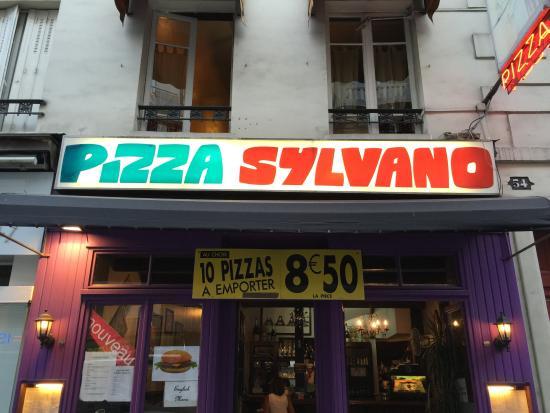 PIZZA
PIZZA SYLVANO
54
AU CHOIX
10 PIZZAS
A EMPORTER
8€50
LA PIECE
nouveau
English
Menu